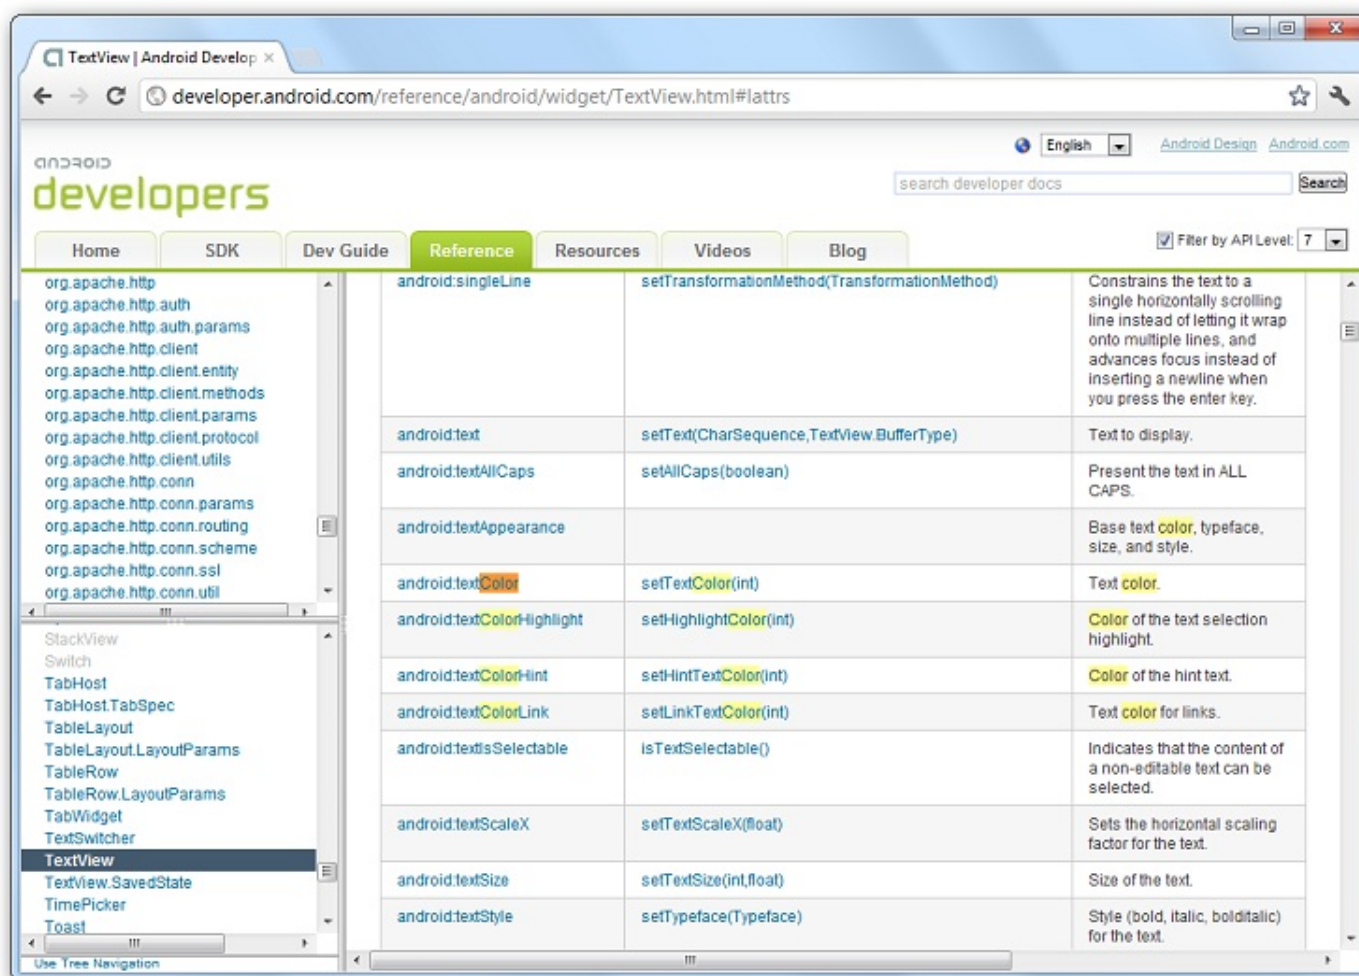 TextView | Android Develop
developer.android.com/reference/android/widget/TextView.html#lattrs
English
Android Design Android.com
android
developers
search developer docs
Search
Home SDK Dev Guide Reference Resources Videos Blog
Filter by API Level: 7
org.apache.http
org.apache.http.auth
org.apache.http.auth.params
org.apache.http.client
org.apache.http.client.entity
org.apache.http.client.methods
org.apache.http.client.params
org.apache.http.client.protocol
org.apache.http.client.utils
org.apache.http.conn
org.apache.http.conn.params
org.apache.http.conn.routing
org.apache.http.conn.scheme
org.apache.http.conn.ssl
org.apache.http.conn.util
StackView
Switch
TabHost
TabHost.TabSpec
TableLayout
TableLayout.LayoutParams
TableRow
TableRow.LayoutParams
TabWidget
TextSwitcher
TextView
TextView.SavedState
TimePicker
Toast
Use Tree Navigation
android:singleLine setTransformationMethod(TransformationMethod) Constrains the text to a
single horizontally scrolling
line instead of letting it wrap
onto multiple lines, and
advances focus instead of
inserting a newline when
you press the enter key.
android:text setText(CharSequence,TextView.BufferType) Text to display.
android:textAllCaps setAllCaps(boolean) Present the text in ALL
CAPS.
android:textAppearance Base text color, typeface,
size, and style.
android:textColor setTextColor(int) Text color.
android:textColorHighlight setHighlightColor(int) Color of the text selection
highlight.
android:textColorHint setHintTextColor(int) Color of the hint text.
android:textColorLink setLinkTextColor(int) Text color for links.
android:textIsSelectable isTextSelectable() Indicates that the content of
a non-editable text can be
selected.
android:textScaleX setTextScaleX(float) Sets the horizontal scaling
factor for the text.
android:textSize setTextSize(int,float) Size of the text.
android:textStyle setTypeface(Typeface) Style (bold, italic, bolditalic)
for the text.